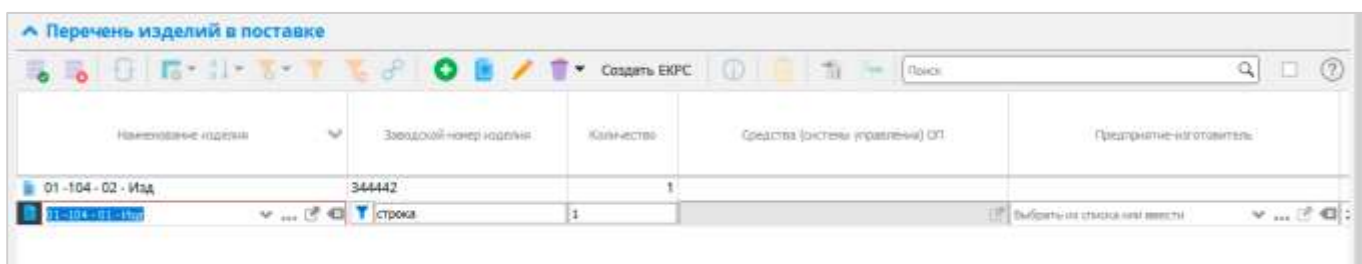 Перечень изделий в поставке
Создать ЕКРС Поиск
Наименование изделия Заводской номер изделия Количество Средства (системы управления) ОП Предприятие-изготовитель
01 -104 - 02 - Изд 344442 1
01 -104 - 01 - Изд ... строка 1 Выбрать из списка или ввести ...